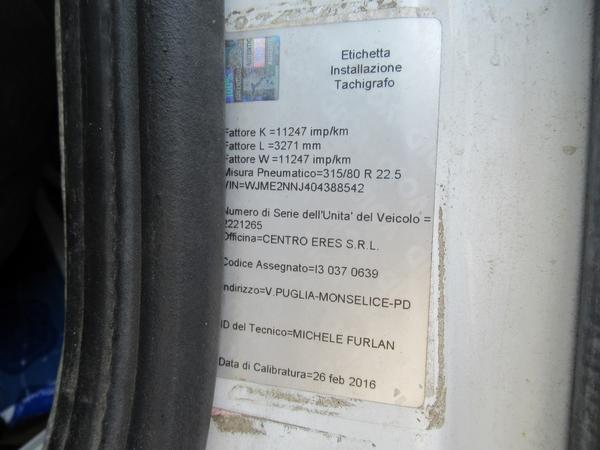 Etichetta
Installazione
Tachigrafo
Fattore K =11247 imp/km
Fattore L =3271 mm
Fattore W =11247 imp/km
Misura Pneumatico=315/80 R 22.5
VIN=WJME2NNJ404388542
Numero di Serie dell'Unita' del Veicolo =
2221265
Officina=CENTRO ERES S.R.L.
Codice Assegnato=I3 037 0639
Indirizzo=V.PUGLIA-MONSELICE-PD
ID del Tecnico=MICHELE FURLAN
Data di Calibratura=26 feb 2016